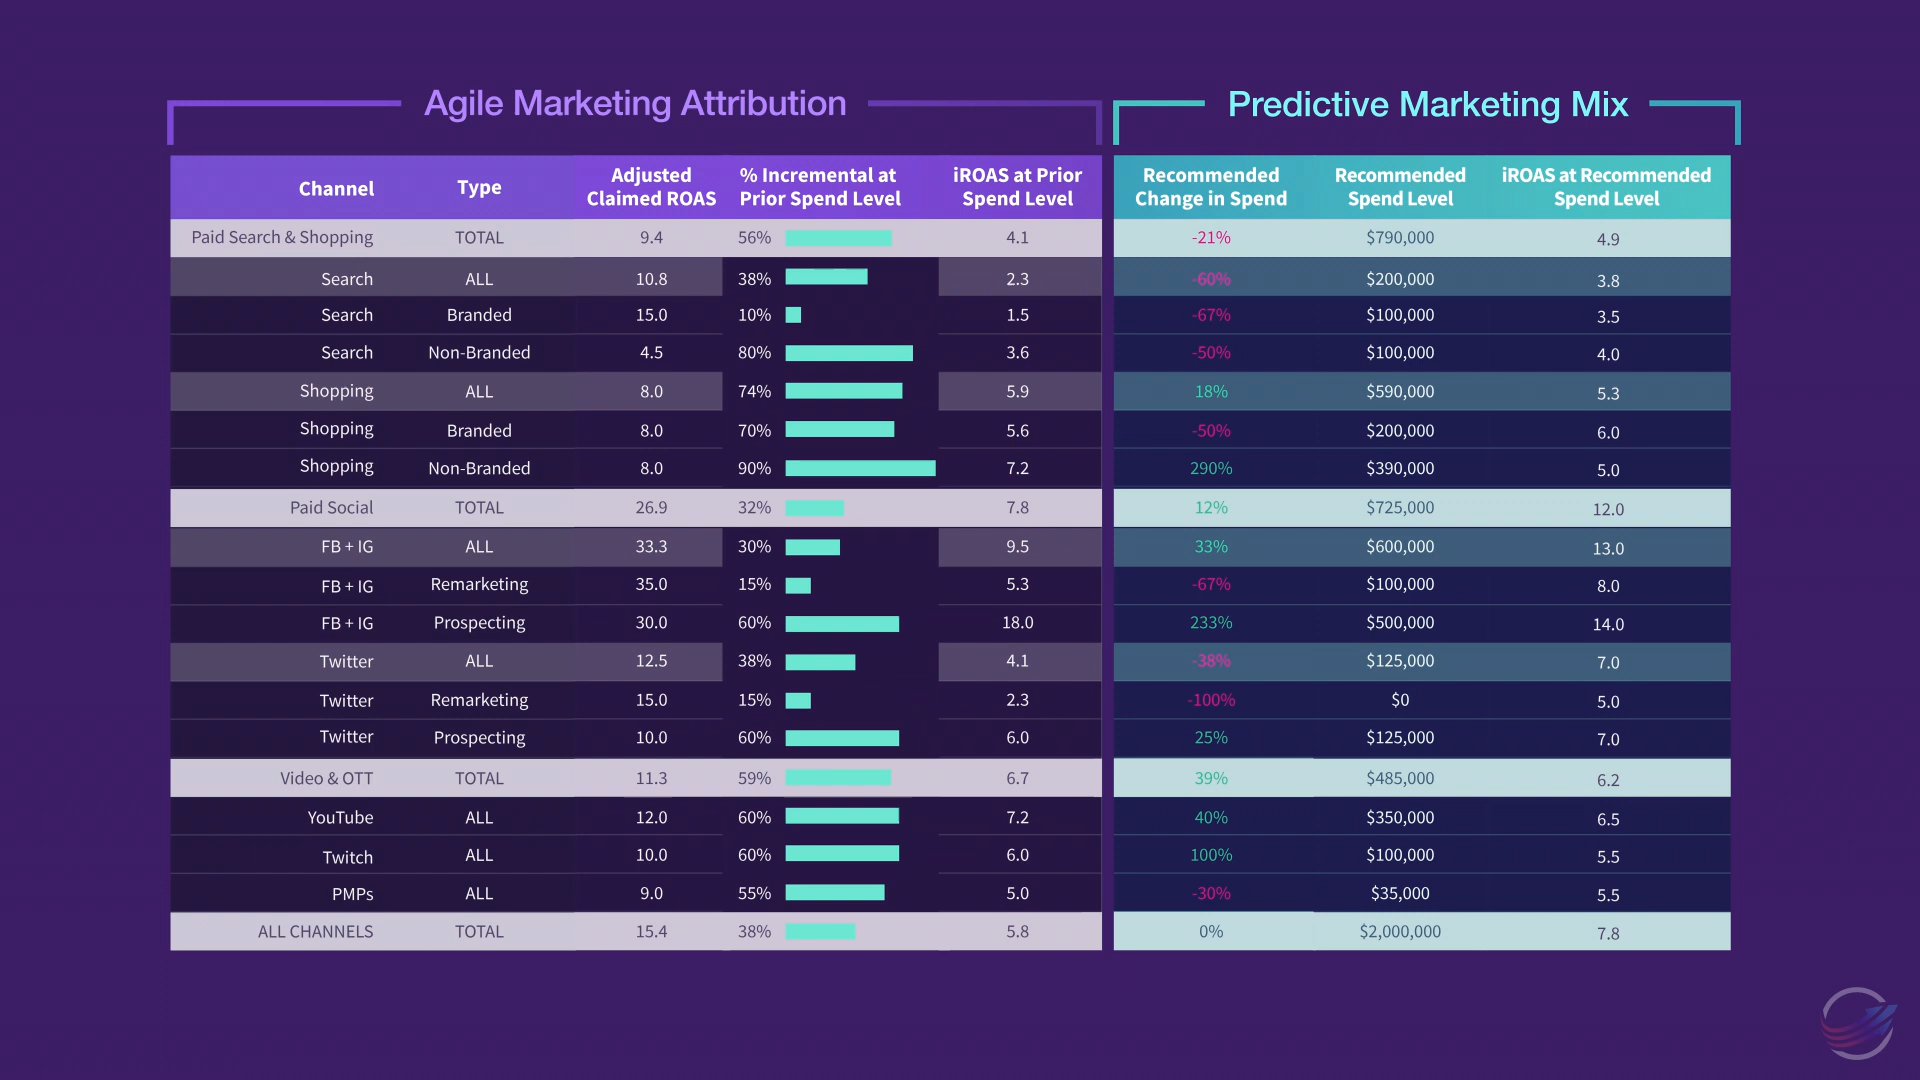 Agile Marketing Attribution
Predictive Marketing Mix
Channel Type Adjusted Claimed ROAS % Incremental at Prior Spend Level iROAS at Prior Spend Level Recommended Change in Spend Recommended Spend Level iROAS at Recommended Spend Level
Paid Search & Shopping TOTAL 9.4 56% 4.1 -21% $790,000 4.9
Search ALL 10.8 38% 2.3 -60% $200,000 3.8
Search Branded 15.0 10% 1.5 -67% $100,000 3.5
Search Non-Branded 4.5 80% 3.6 -50% $100,000 4.0
Shopping ALL 8.0 74% 5.9 18% $590,000 5.3
Shopping Branded 8.0 70% 5.6 -50% $200,000 6.0
Shopping Non-Branded 8.0 90% 7.2 290% $390,000 5.0
Paid Social TOTAL 26.9 32% 7.8 12% $725,000 12.0
FB + IG ALL 33.3 30% 9.5 33% $600,000 13.0
FB + IG Remarketing 35.0 15% 5.3 -67% $100,000 8.0
FB + IG Prospecting 30.0 60% 18.0 233% $500,000 14.0
Twitter ALL 12.5 38% 4.1 -38% $125,000 7.0
Twitter Remarketing 15.0 15% 2.3 -100% $0 5.0
Twitter Prospecting 10.0 60% 6.0 25% $125,000 7.0
Video & OTT TOTAL 11.3 59% 6.7 39% $485,000 6.2
YouTube ALL 12.0 60% 7.2 40% $350,000 6.5
Twitch ALL 10.0 60% 6.0 100% $100,000 5.5
PMPs ALL 9.0 55% 5.0 -30% $35,000 5.5
ALL CHANNELS TOTAL 15.4 38% 5.8 0% $2,000,000 7.8